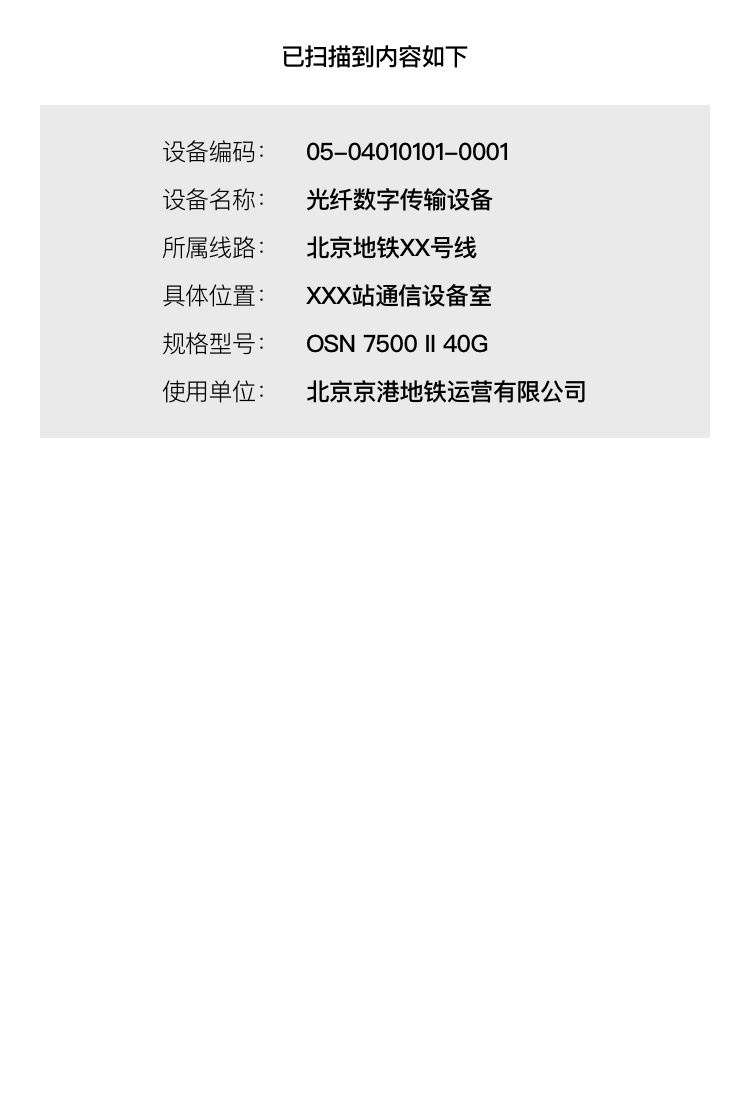 已扫描到内容如下
设备编码： 05-04010101-0001
设备名称： 光纤数字传输设备
所属线路： 北京地铁XX号线
具体位置： XXX站通信设备室
规格型号： OSN 7500 II 40G
使用单位： 北京京港地铁运营有限公司